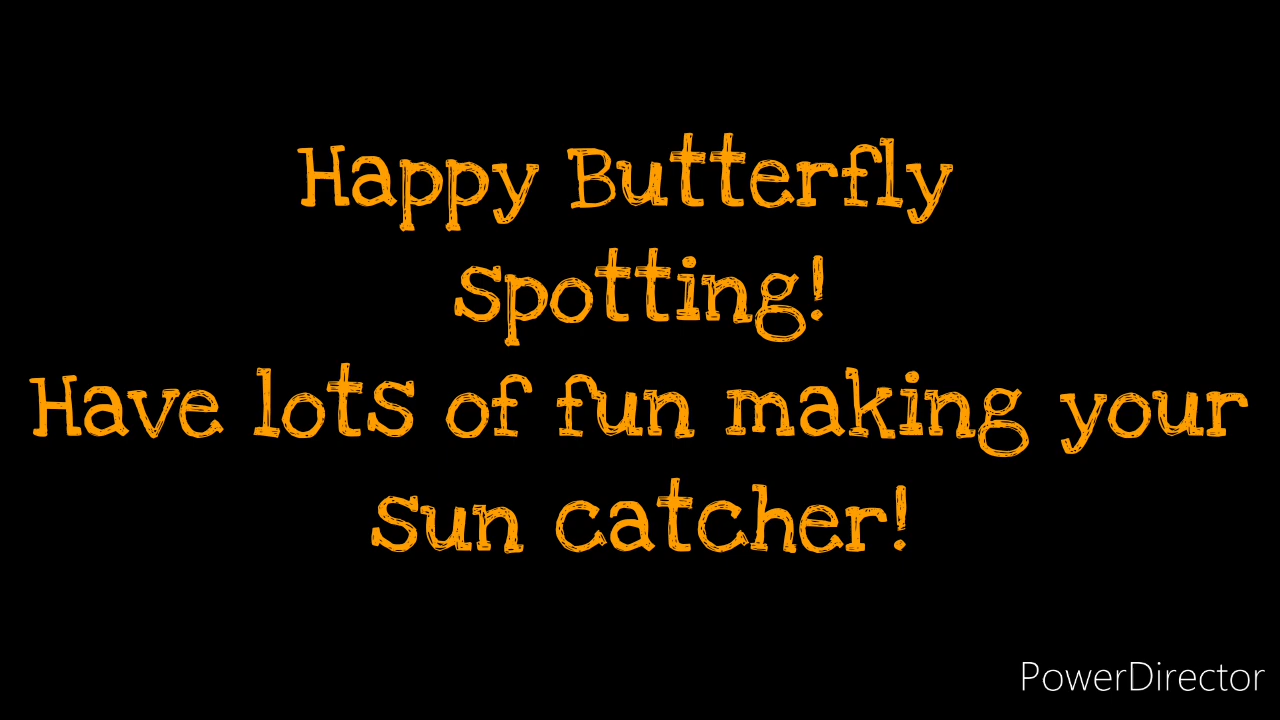 Happy Butterfly
spotting!
Have lots of fun making your
sun catcher!
PowerDirector